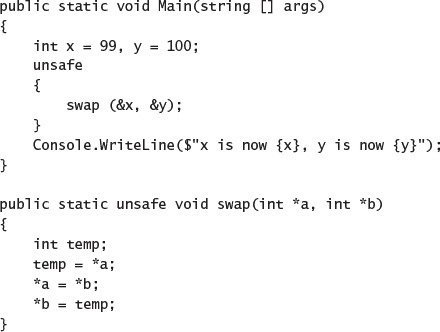 public static void Main(string [] args)
{
    int x = 99, y = 100;
    unsafe
    {
        swap (&x, &y);
    }
    Console.WriteLine($"x is now {x}, y is now {y}");
}

public static unsafe void swap(int *a, int *b)
{
    int temp;
    temp = *a;
    *a = *b;
    *b = temp;
}